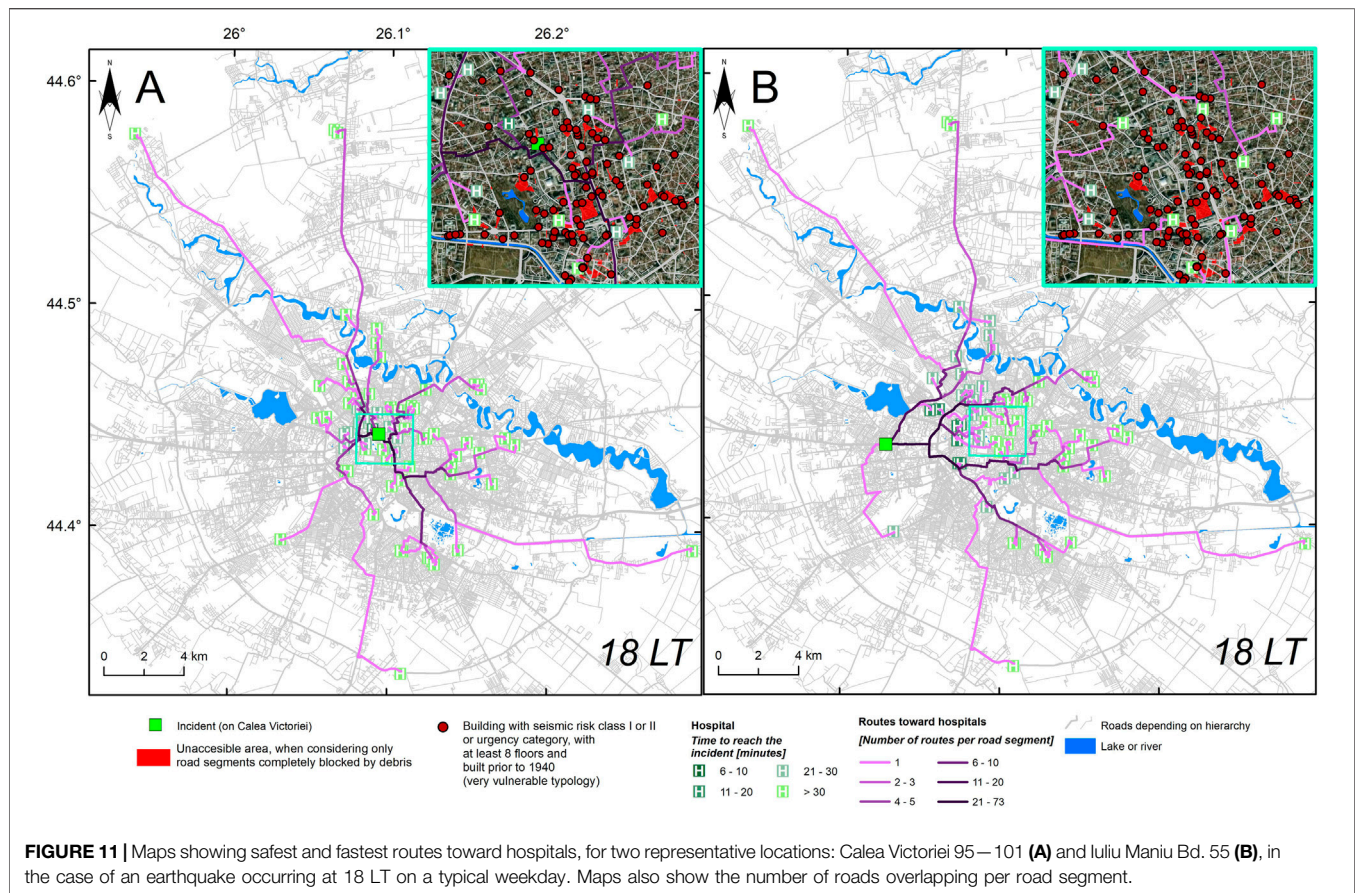 26° 26.1° 26.2°
44.6°
44.5°
44.4°
N
S
A
H
18 LT
0 2 4 km
N
S
B
H
18 LT
0 2 4 km
Incident (on Calea Victoriei)
Unaccesible area, when considering only
road segments completely blocked by debris
Building with seismic risk class I or II
or urgency category, with
at least 8 floors and
built prior to 1940
(very vulnerable typology)
Hospital
Time to reach the
incident [minutes]
H 6 - 10 H 21 - 30
H 11 - 20 H > 30
Routes toward hospitals
[Number of routes per road segment]
1 6 - 10
2 - 3 11 - 20
4 - 5 21 - 73
Roads depending on hierarchy
Lake or river
FIGURE 11 | Maps showing safest and fastest routes toward hospitals, for two representative locations: Calea Victoriei 95—101 (A) and Iuliu Maniu Bd. 55 (B), in
the case of an earthquake occurring at 18 LT on a typical weekday. Maps also show the number of roads overlapping per road segment.